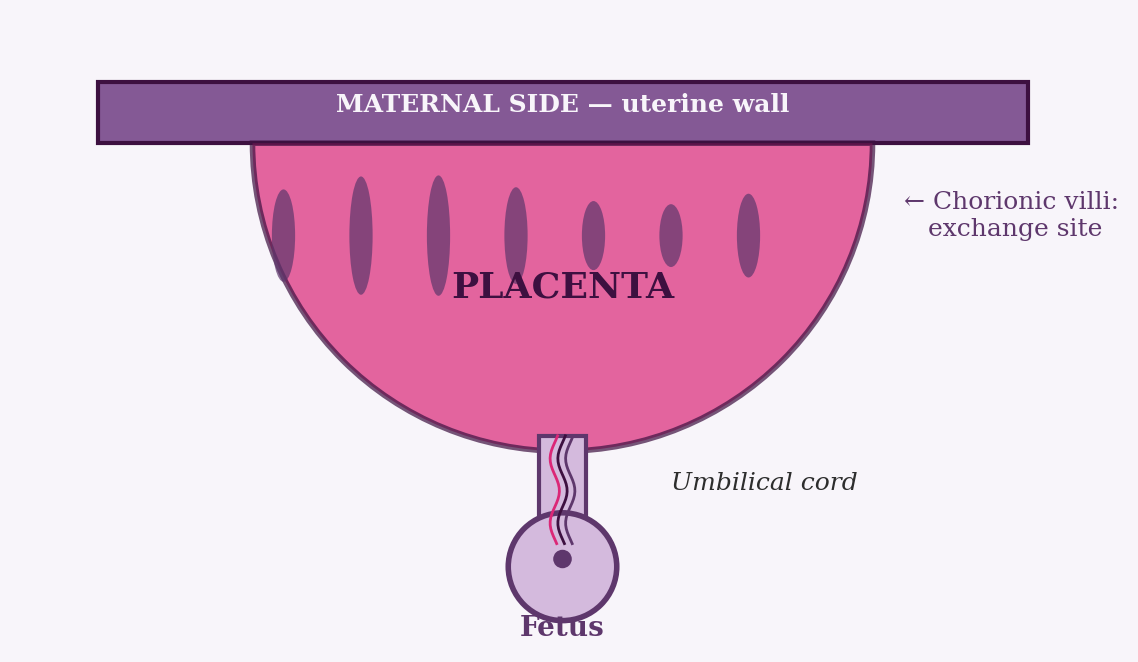 MATERNAL SIDE — uterine wall
← Chorionic villi:
exchange site
PLACENTA
Umbilical cord
Fetus